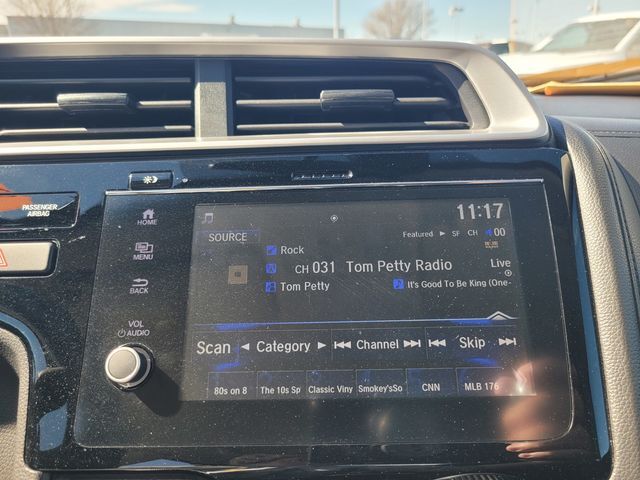 PASSENGER
AIRBAG
HOME
MENU
BACK
VOL
AUDIO
11:17
SOURCE
Featured ► SF CH 00
Rock
CH 031 Tom Petty Radio Live
Tom Petty It's Good To Be King (One-
Scan ◄ Category ► Channel Skip
80s on 8 The 10s Sp Classic Viny Smokey'sSo CNN MLB 176